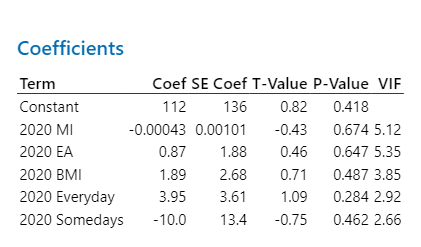 Coefficients
Term Coef SE Coef T-Value P-Value VIF
Constant 112 136 0.82 0.418
2020 MI -0.00043 0.00101 -0.43 0.674 5.12
2020 EA 0.87 1.88 0.46 0.647 5.35
2020 BMI 1.89 2.68 0.71 0.487 3.85
2020 Everyday 3.95 3.61 1.09 0.284 2.92
2020 Somedays -10.0 13.4 -0.75 0.462 2.66